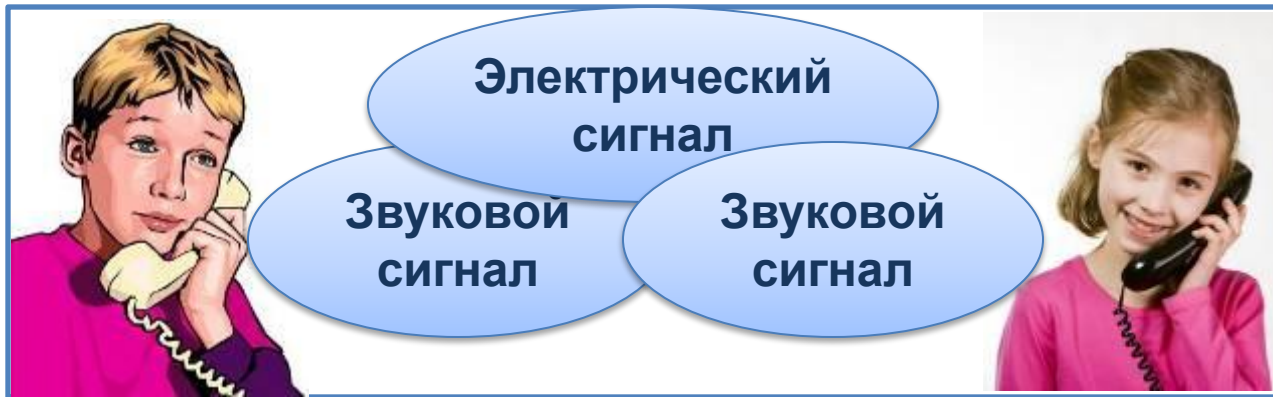 Электрический
сигнал
Звуковой
сигнал
Звуковой
сигнал